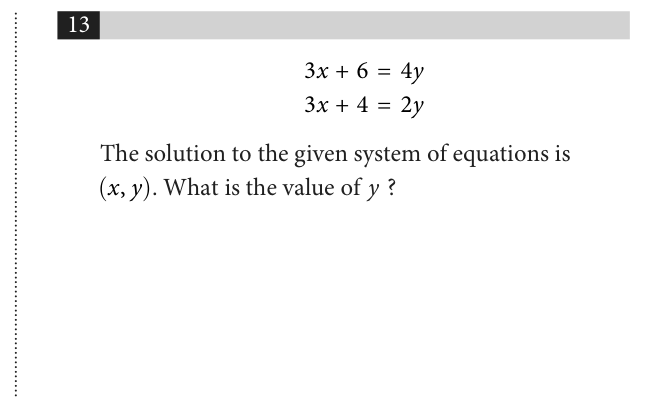 13
3x + 6 = 4y
3x + 4 = 2y
The solution to the given system of equations is
(x, y). What is the value of y ?